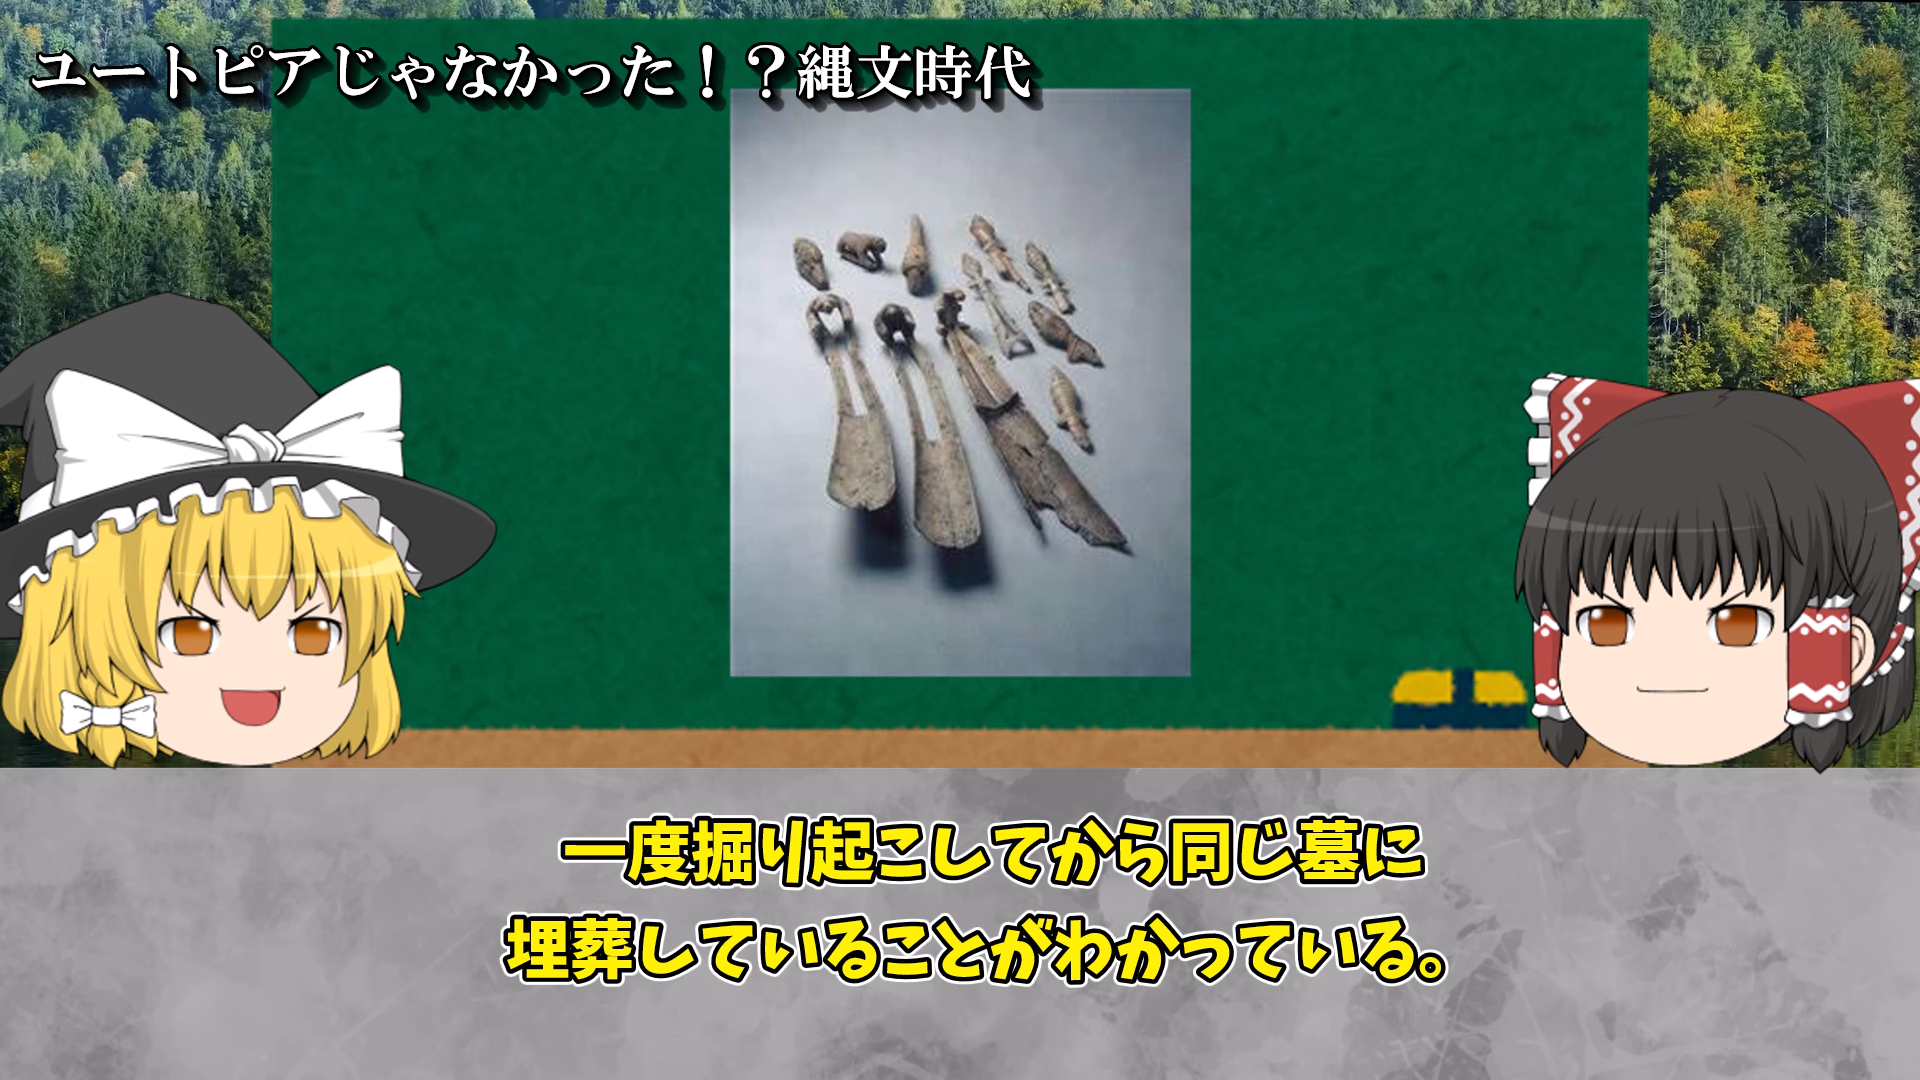 ユートピアじゃなかった！？縄文時代
一度掘り起こしてから同じ墓に
埋葬していることがわかっている。